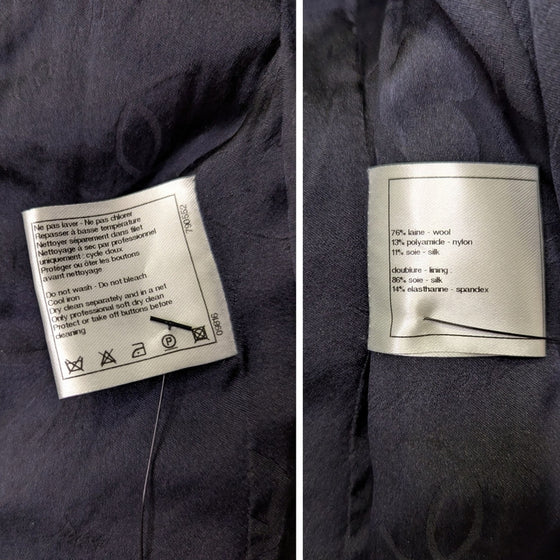 Ne pas laver - Ne pas chlorer
Repasser à basse température
Nettoyer séparément dans filet
Nettoyage à sec par professionnel
uniquement : cycle doux
Protéger ou ôter les boutons
avant nettoyage
Do not wash - Do not bleach
Cool iron
Dry clean separately and in a net
Only professional soft dry clean
Protect or take off buttons before
cleaning
P
76% laine - wool
13% polyamide - nylon
11% soie - silk
doublure - lining :
86% soie - silk
14% elasthanne - spandex